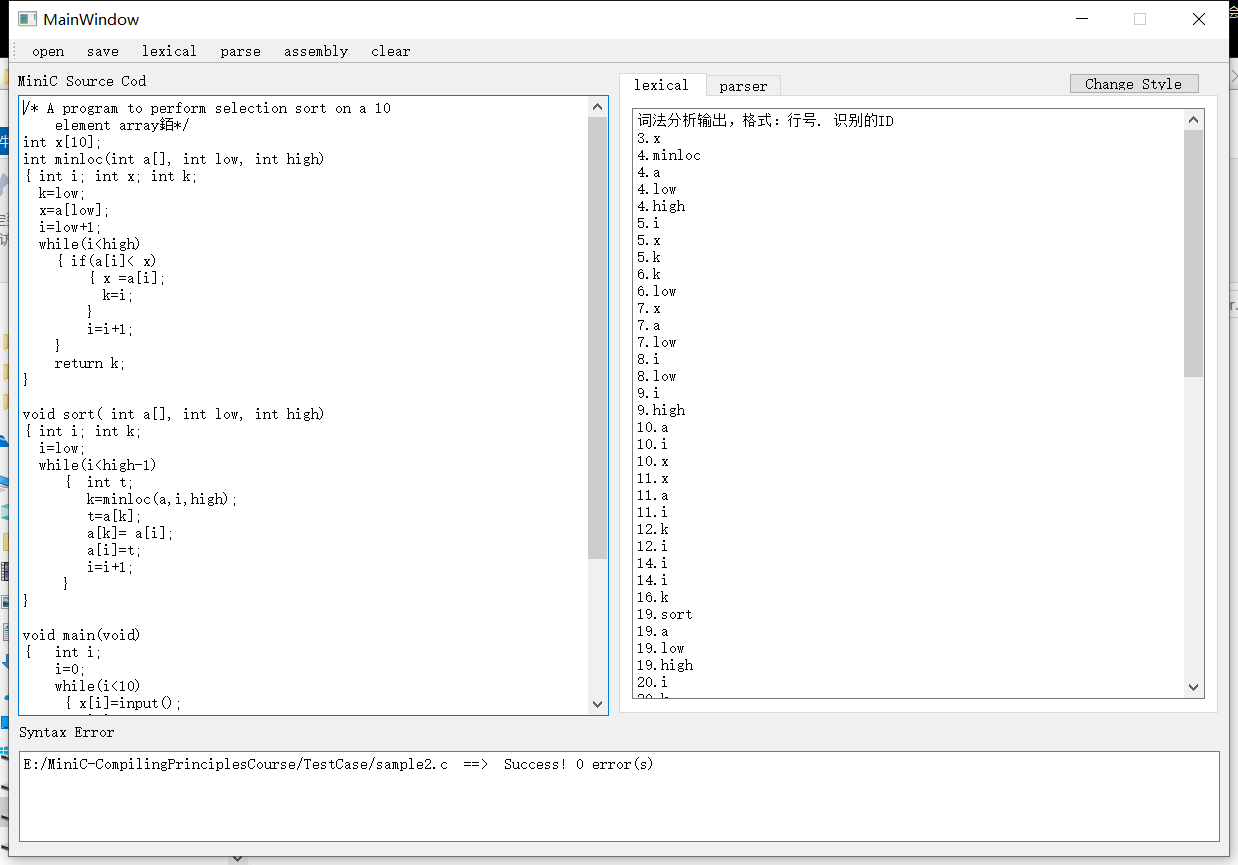 MainWindow
open save lexical parse assembly clear
MiniC Source Cod
/* A program to perform selection sort on a 10
element array銆*/
int x[10];
int minloc(int a[], int low, int high)
{ int i; int x; int k;
k=low;
x=a[low];
i=low+1;
while(i<high)
{ if(a[i]< x)
{ x =a[i];
k=i;
}
i=i+1;
}
return k;
}
void sort( int a[], int low, int high)
{ int i; int k;
i=low;
while(i<high-1)
{ int t;
k=minloc(a,i,high);
t=a[k];
a[k]= a[i];
a[i]=t;
i=i+1;
}
}
void main(void)
{ int i;
i=0;
while(i<10)
{ x[i]=input();
lexical parser
Change Style
词法分析输出，格式：行号. 识别的ID
3.x
4.minloc
4.a
4.low
4.high
5.i
5.x
5.k
6.k
6.low
7.x
7.a
7.low
8.i
8.low
9.i
9.high
10.a
10.i
10.x
11.x
11.a
11.i
12.k
12.i
14.i
14.i
16.k
19.sort
19.a
19.low
19.high
20.i
20.k
Syntax Error
E:/MiniC-CompilingPrinciplesCourse/TestCase/sample2.c ==> Success! 0 error(s)